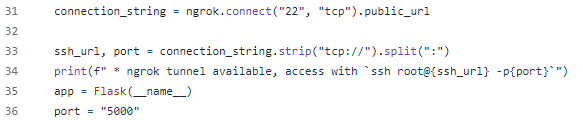 31 connection_string = ngrok.connect("22", "tcp").public_url
32
33 ssh_url, port = connection_string.strip("tcp://").split(":")
34 print(f" * ngrok tunnel available, access with `ssh root@{ssh_url} -p{port}`")
35 app = Flask(__name__)
36 port = "5000"